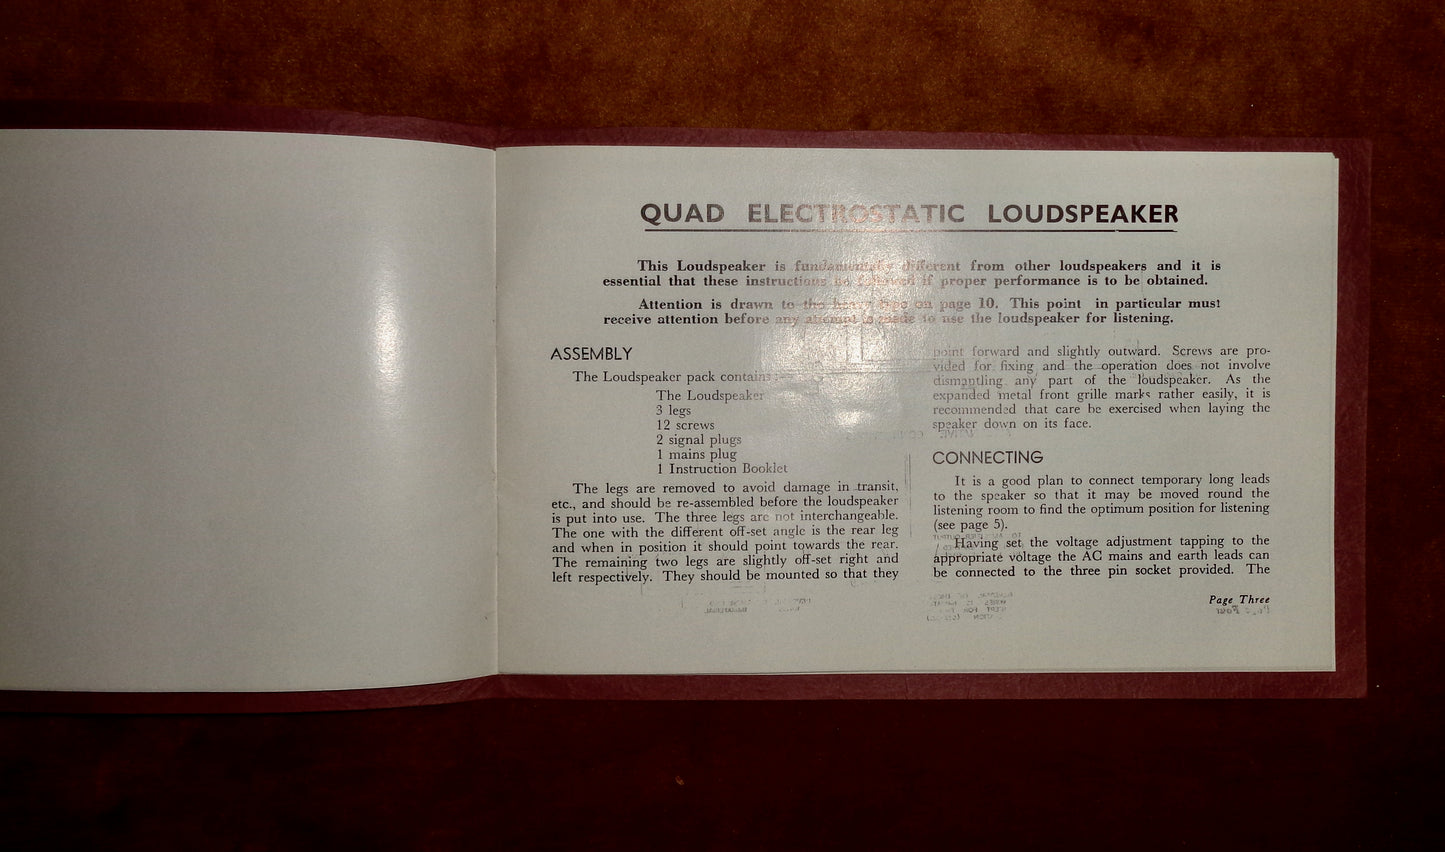 QUAD ELECTROSTATIC LOUDSPEAKER
This Loudspeaker is fundamentally different from other loudspeakers and it is
essential that these instructions be followed if proper performance is to be obtained.
Attention is drawn to the heavy type on page 10. This point in particular must
receive attention before any attempt is made to use the loudspeaker for listening.
ASSEMBLY
The Loudspeaker pack contains :—
The Loudspeaker
3 legs
12 screws
2 signal plugs
1 mains plug
1 Instruction Booklet
The legs are removed to avoid damage in transit,
etc., and should be re-assembled before the loudspeaker
is put into use. The three legs are not interchangeable.
The one with the different off-set angle is the rear leg
and when in position it should point towards the rear.
The remaining two legs are slightly off-set right and
left respectively. They should be mounted so that they
point forward and slightly outward. Screws are pro-
vided for fixing and the operation does not involve
dismantling any part of the loudspeaker. As the
expanded metal front grille marks rather easily, it is
recommended that care be exercised when laying the
speaker down on its face.
CONNECTING
It is a good plan to connect temporary long leads
to the speaker so that it may be moved round the
listening room to find the optimum position for listening
(see page 5).
Having set the voltage adjustment tapping to the
appropriate voltage the AC mains and earth leads can
be connected to the three pin socket provided. The
Page Three